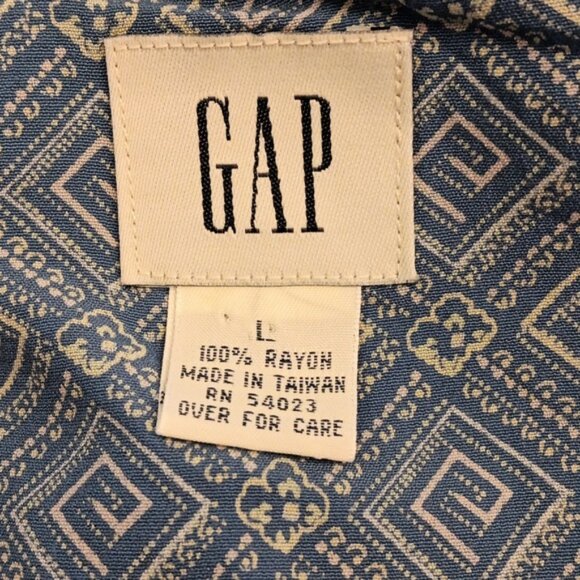 GAP
L
100% RAYON
MADE IN TAIWAN
RN 54023
OVER FOR CARE